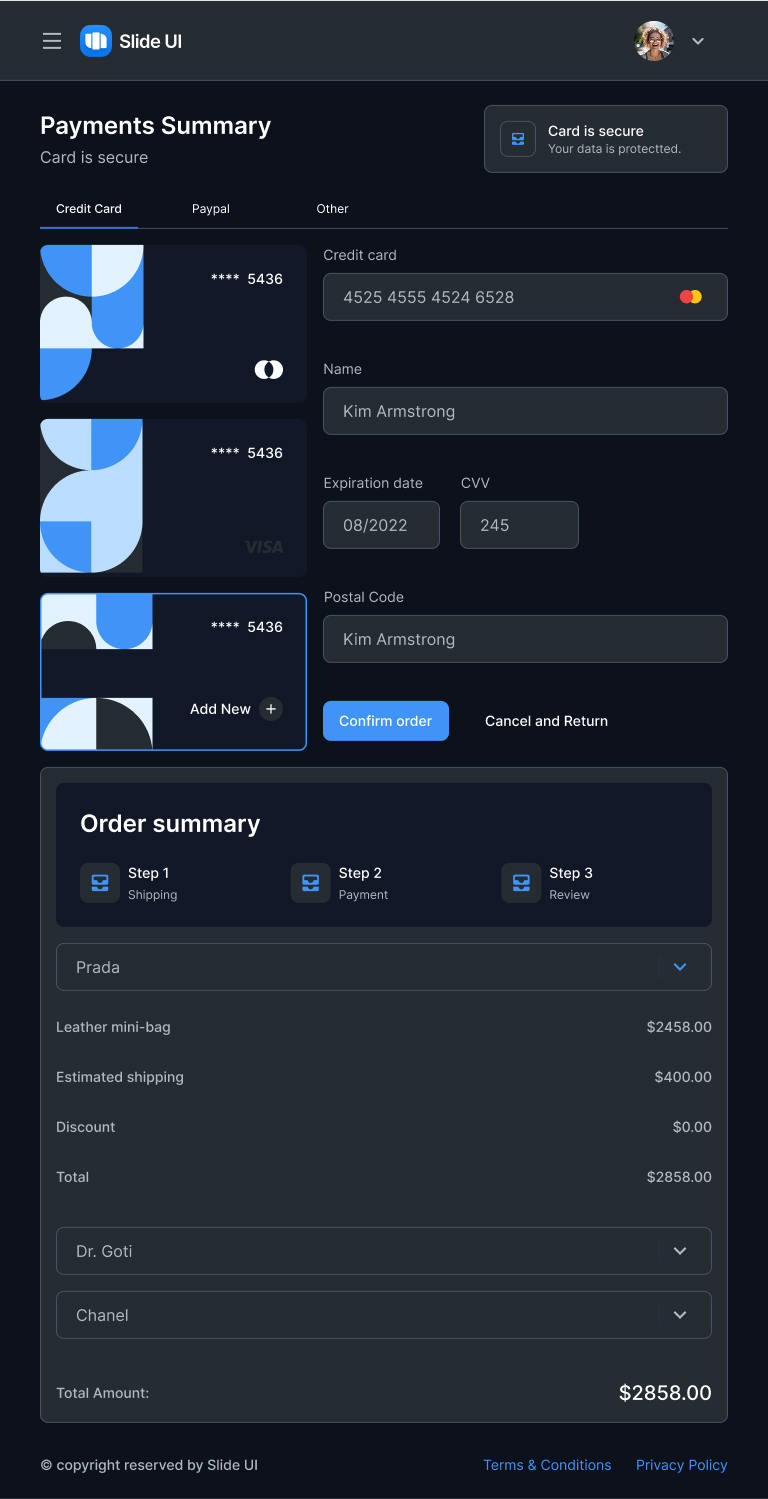 Slide UI
Payments Summary
Card is secure
Card is secure
Your data is protectted.
Credit Card
Paypal
Other
**** 5436
**** 5436
VISA
**** 5436
Add New
Credit card
4525 4555 4524 6528
Name
Kim Armstrong
Expiration date
CVV
08/2022
245
Postal Code
Kim Armstrong
Confirm order
Cancel and Return
Order summary
Step 1
Shipping
Step 2
Payment
Step 3
Review
Prada
Leather mini-bag $2458.00
Estimated shipping $400.00
Discount $0.00
Total $2858.00
Dr. Goti
Chanel
Total Amount: $2858.00
© copyright reserved by Slide UI
Terms & Conditions
Privacy Policy